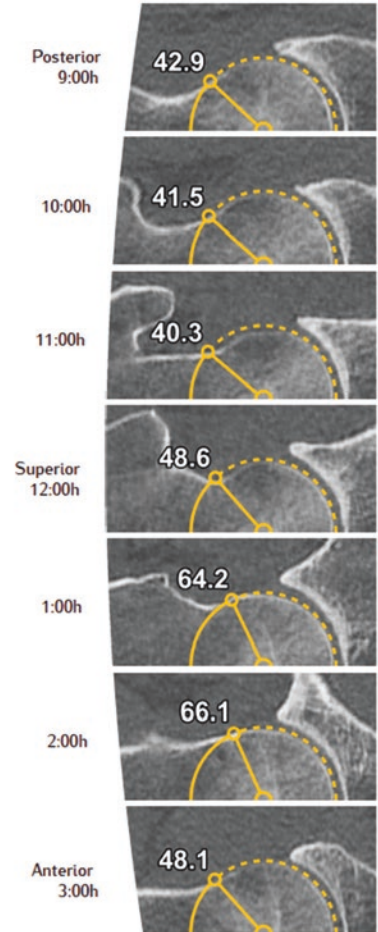 Posterior
9:00h
42.9
10:00h
41.5
11:00h
40.3
Superior
12:00h
48.6
1:00h
64.2
2:00h
66.1
Anterior
3:00h
48.1